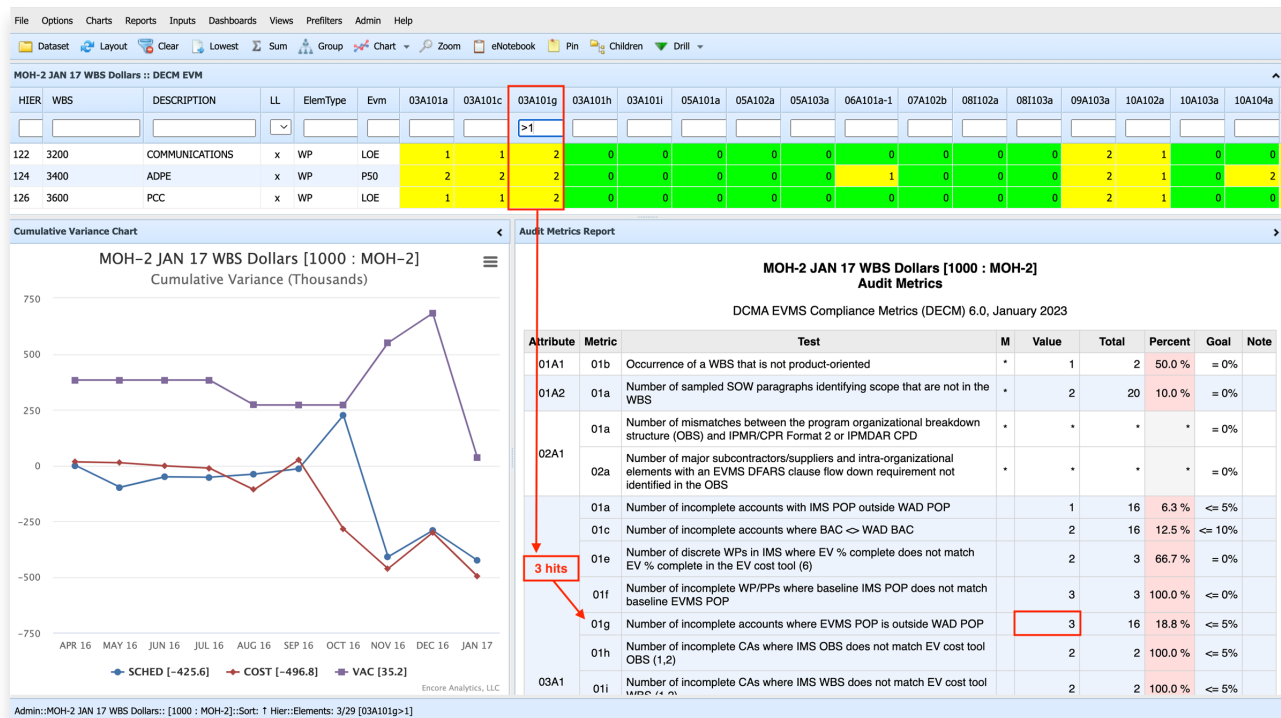 File Options Charts Reports Inputs Dashboards Views Prefilters Admin Help
Dataset Layout Clear Lowest Σ Sum Group Chart Zoom eNotebook Pin Children Drill
MOH-2 JAN 17 WBS Dollars :: DECM EVM
HIER WBS DESCRIPTION LL ElemType Evm 03A101a 03A101c 03A101g 03A101h 03A101i 05A101a 05A102a 05A103a 06A101a-1 07A102b 08I102a 08I103a 09A103a 10A102a 10A103a 10A104a
>1
122 3200 COMMUNICATIONS x WP LOE 1 1 2 0 0 0 0 0 0 0 0 0 2 1 0 0
124 3400 ADPE x WP P50 2 2 2 0 0 0 0 0 1 0 0 0 2 1 0 2
126 3600 PCC x WP LOE 1 1 2 0 0 0 0 0 0 0 0 0 2 1 0 0
Cumulative Variance Chart
MOH-2 JAN 17 WBS Dollars [1000 : MOH-2]
Cumulative Variance (Thousands)
750
500
250
0
-250
-500
-750
APR 16 MAY 16 JUN 16 JUL 16 AUG 16 SEP 16 OCT 16 NOV 16 DEC 16 JAN 17
SCHED [-425.6] COST [-496.8] VAC [35.2]
Encore Analytics, LLC
Audit Metrics Report
MOH-2 JAN 17 WBS Dollars [1000 : MOH-2]
Audit Metrics
DCMA EVMS Compliance Metrics (DECM) 6.0, January 2023
Attribute Metric Test M Value Total Percent Goal Note
01A1 01b Occurrence of a WBS that is not product-oriented * 1 2 50.0 % = 0%
01A2 01a Number of sampled SOW paragraphs identifying scope that are not in the * 2 20 10.0 % = 0%
WBS
02A1 01a Number of mismatches between the program organizational breakdown * * * * = 0%
structure (OBS) and IPMR/CPR Format 2 or IPMDAR CPD
02a Number of major subcontractors/suppliers and intra-organizational
elements with an EVMS DFARS clause flow down requirement not * * * * = 0%
identified in the OBS
01a Number of incomplete accounts with IMS POP outside WAD POP 1 16 6.3 % <= 5%
01c Number of incomplete accounts where BAC <> WAD BAC 2 16 12.5 % <= 10%
01e Number of discrete WPs in IMS where EV % complete does not match 2 3 66.7 % = 0%
EV % complete in the EV cost tool (6)
3 hits
01f Number of incomplete WP/PPs where baseline IMS POP does not match 3 3 100.0 % <= 0%
baseline EVMS POP
01g Number of incomplete accounts where EVMS POP is outside WAD POP 3 16 18.8 % <= 5%
01h Number of incomplete CAs where IMS OBS does not match EV cost tool 2 2 100.0 % <= 5%
OBS (1,2)
03A1 01i Number of incomplete CAs where IMS WBS does not match EV cost tool 2 2 100.0 % <= 5%
Admin::MOH-2 JAN 17 WBS Dollars:: [1000 : MOH-2]::Sort: ↑ Hier::Elements: 3/29 [03A101g>1]